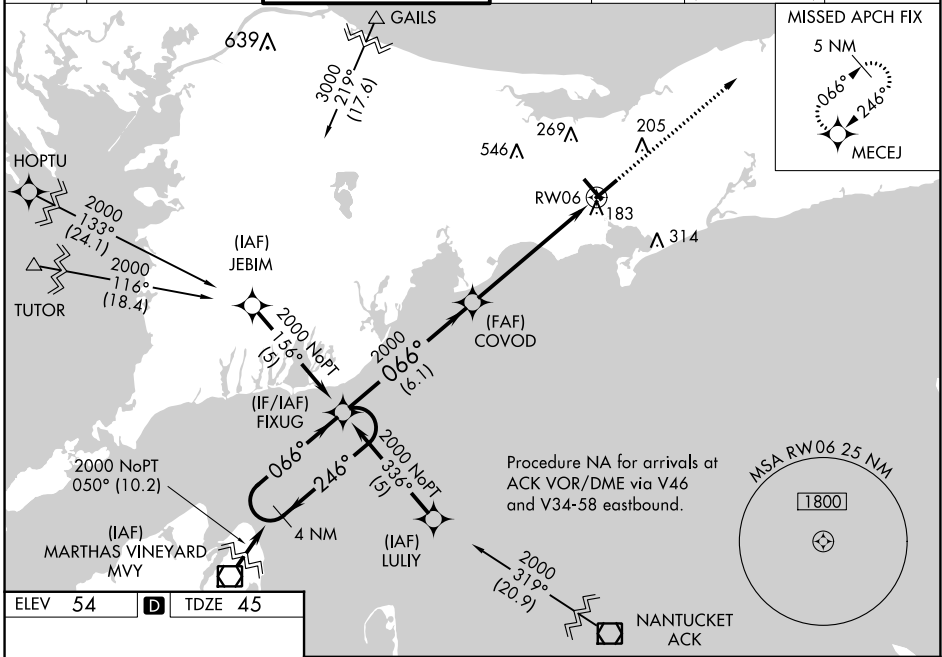 GAILS
639
3000
219°
(17.6)
MISSED APCH FIX
5 NM
066°
246°
MECEJ
269
205
546
HOPTU
RW06
183
2000
133°
(24.1)
314
(IAF)
JEBIM
2000
116°
(18.4)
TUTOR
2000 NoPT
156°
(5)
(FAF)
COVOD
2000
066°
(6.1)
(IF/IAF)
FIXUG
2000 NoPT
336°
(5)
066°
246°
2000 NoPT
050° (10.2)
Procedure NA for arrivals at
ACK VOR/DME via V46
and V34-58 eastbound.
MSA RW06 25 NM
1800
4 NM
(IAF)
LULIY
(IAF)
MARTHAS VINEYARD
MVY
2000
319°
(20.9)
NANTUCKET
ACK
ELEV 54 D TDZE 45